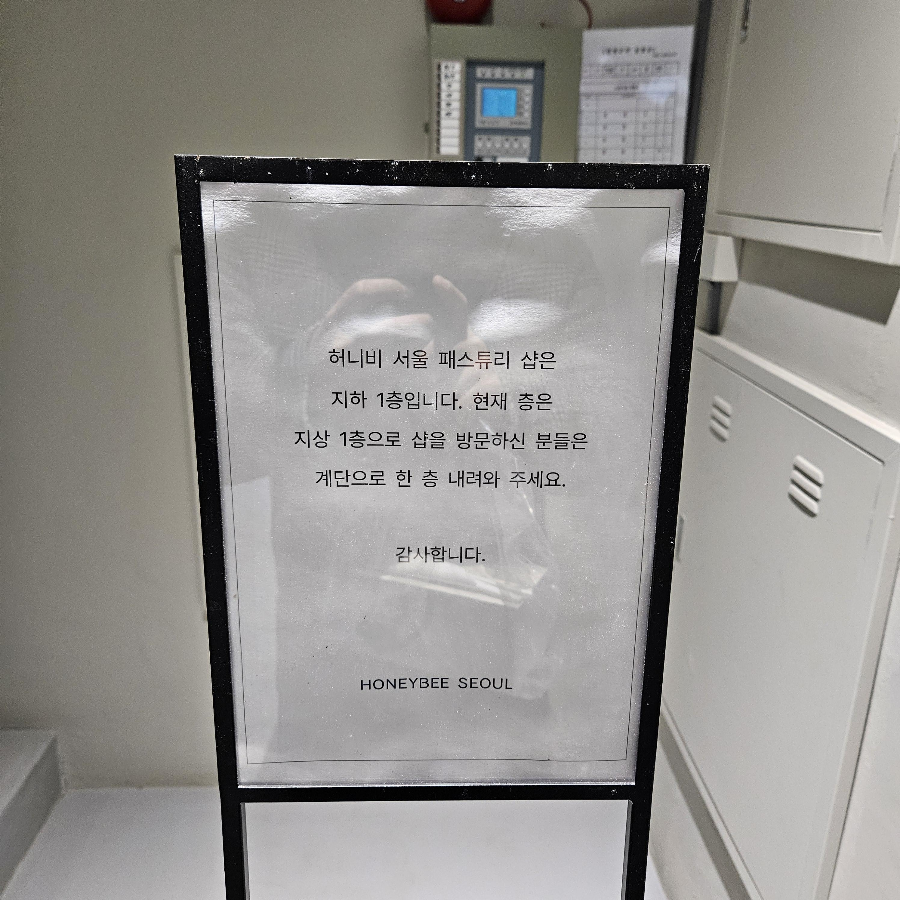 허니비 서울 패스튜리 샵은
지하 1층입니다. 현재 층은
지상 1층으로 샵을 방문하신 분들은
계단으로 한 층 내려와 주세요.
감사합니다.
HONEYBEE SEOUL